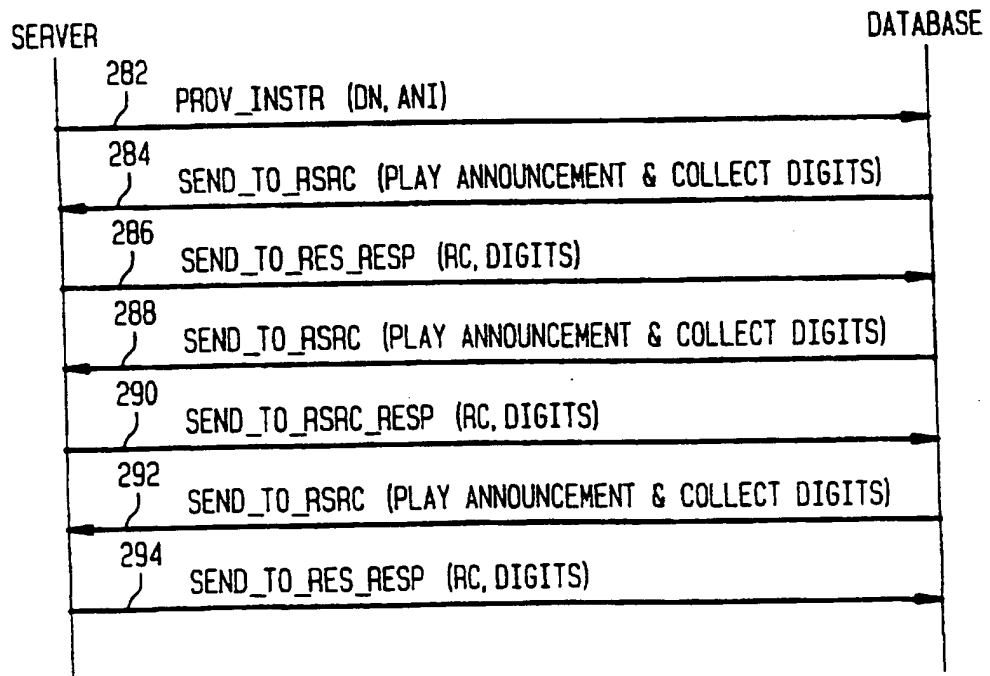 SERVER
DATABASE
282
PROV_INSTR (DN, ANI)
284
SEND_TO_RSRC (PLAY ANNOUNCEMENT & COLLECT DIGITS)
286
SEND_TO_RES_RESP (RC, DIGITS)
288
SEND_TO_RSRC (PLAY ANNOUNCEMENT & COLLECT DIGITS)
290
SEND_TO_RSRC_RESP (RC, DIGITS)
292
SEND_TO_RSRC (PLAY ANNOUNCEMENT & COLLECT DIGITS)
294
SEND_TO_RES_RESP (RC, DIGITS)